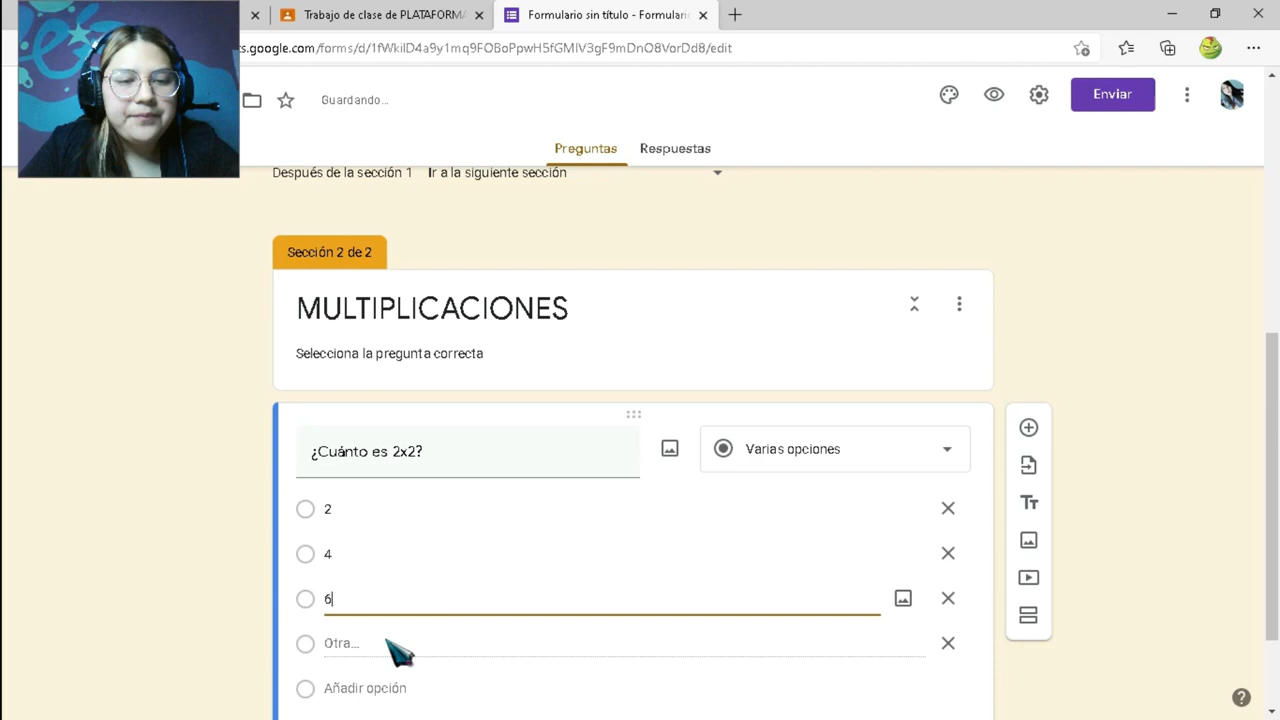 Trabajo de clase de PLATAFORMA
Formulario sin título - Formulario
ts.google.com/forms/d/1fWkilD4a9y1mq9FOBoPpwH5fGMIV3gF9mDnO8VorDd8/edit
Guardando...
Enviar
Preguntas
Respuestas
Después de la sección 1
Ir a la siguiente sección
Sección 2 de 2
MULTIPLICACIONES
Selecciona la pregunta correcta
¿Cuánto es 2x2?
Varias opciones
2
4
6
Otra...
Añadir opción